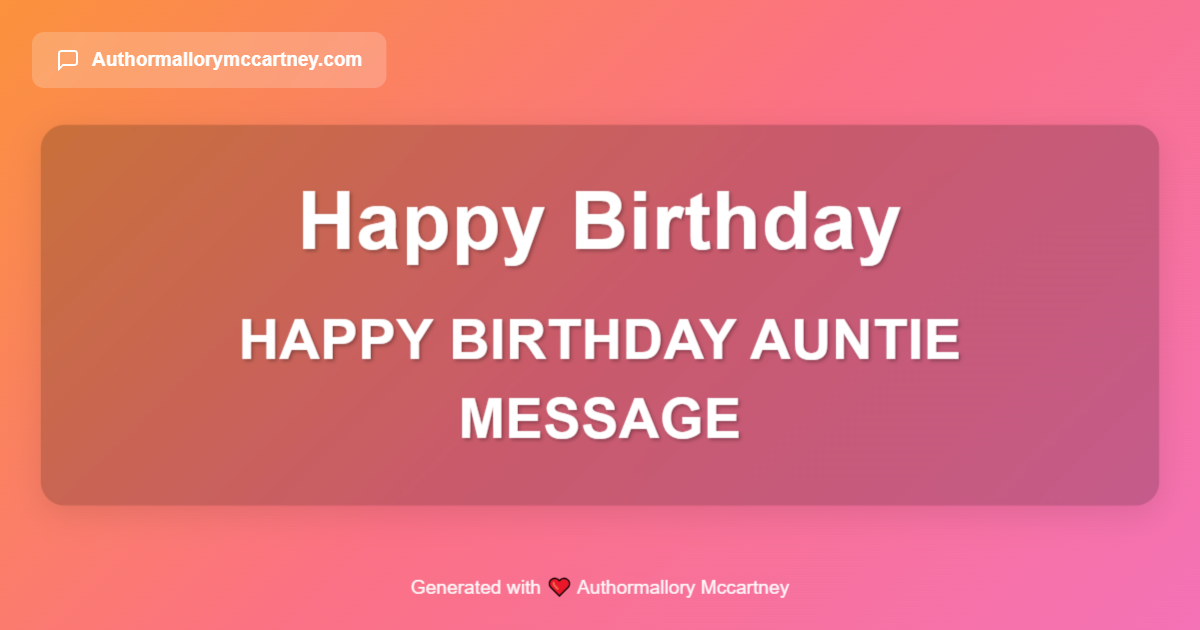 Authormallorymccartney.com
Happy Birthday
HAPPY BIRTHDAY AUNTIE
MESSAGE
Generated with ❤️ Authormallory Mccartney